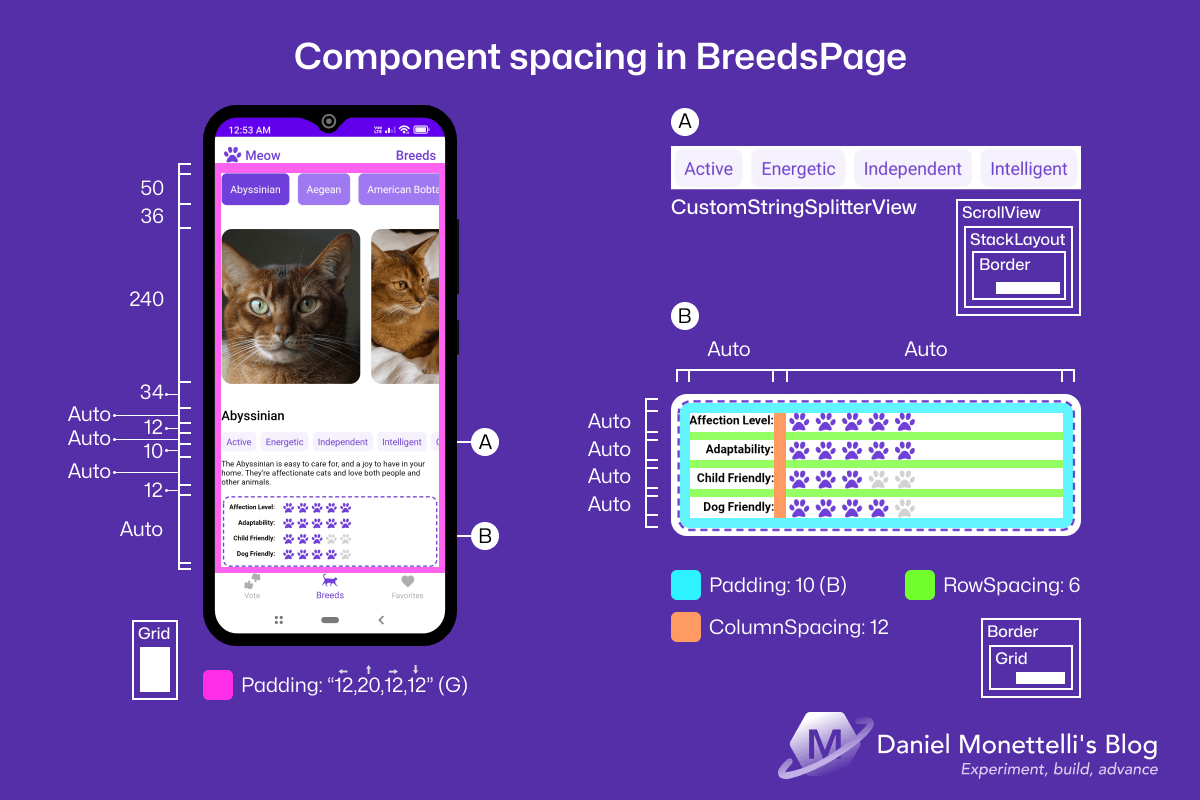 Component spacing in BreedsPage
12:53 AM
Meow
Breeds
50
36
240
34
Auto
12
Auto
10
Auto
12
Auto
Abyssinian
Aegean
American Bobta
Abyssinian
Active
Energetic
Independent
Intelligent
The Abyssinian is easy to care for, and a joy to have in your
home. They're affectionate cats and love both people and
other animals.
Affection Level:
Adaptability:
Child Friendly:
Dog Friendly:
Vote
Breeds
Favorites
A
B
Grid
Padding: “12,20,12,12” (G)
A
Active
Energetic
Independent
Intelligent
CustomStringSplitterView
ScrollView
StackLayout
Border
B
Auto
Auto
Auto
Auto
Auto
Auto
Affection Level:
Adaptability:
Child Friendly:
Dog Friendly:
Padding: 10 (B)
RowSpacing: 6
ColumnSpacing: 12
Border
Grid
M
Daniel Monettelli's Blog
Experiment, build, advance